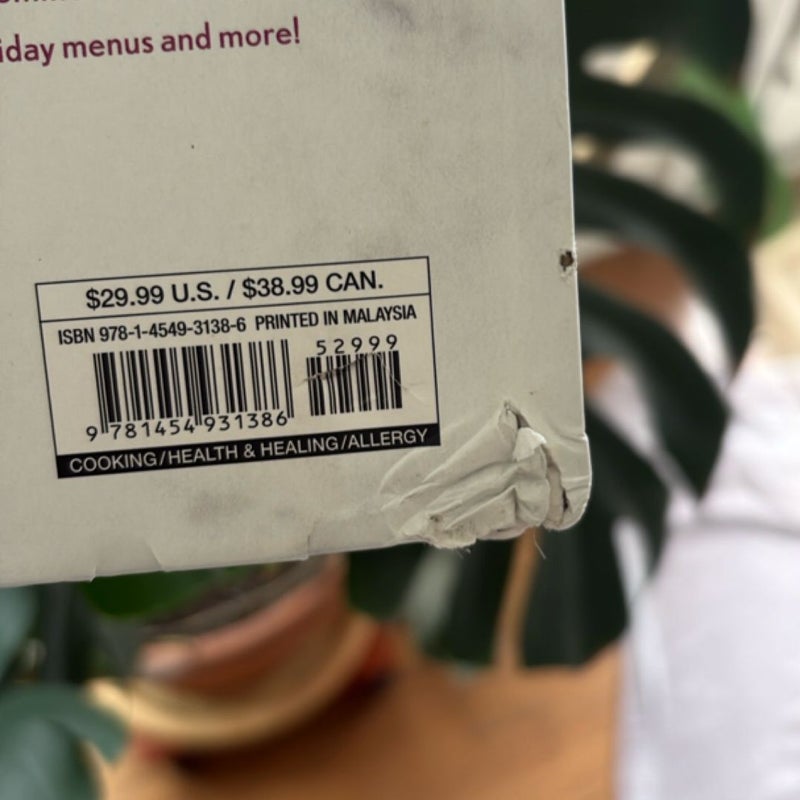 iday menus and more!
$29.99 U.S. / $38.99 CAN.
ISBN 978-1-4549-3138-6 PRINTED IN MALAYSIA
52999
9 781454 931386
COOKING/HEALTH & HEALING/ALLERGY